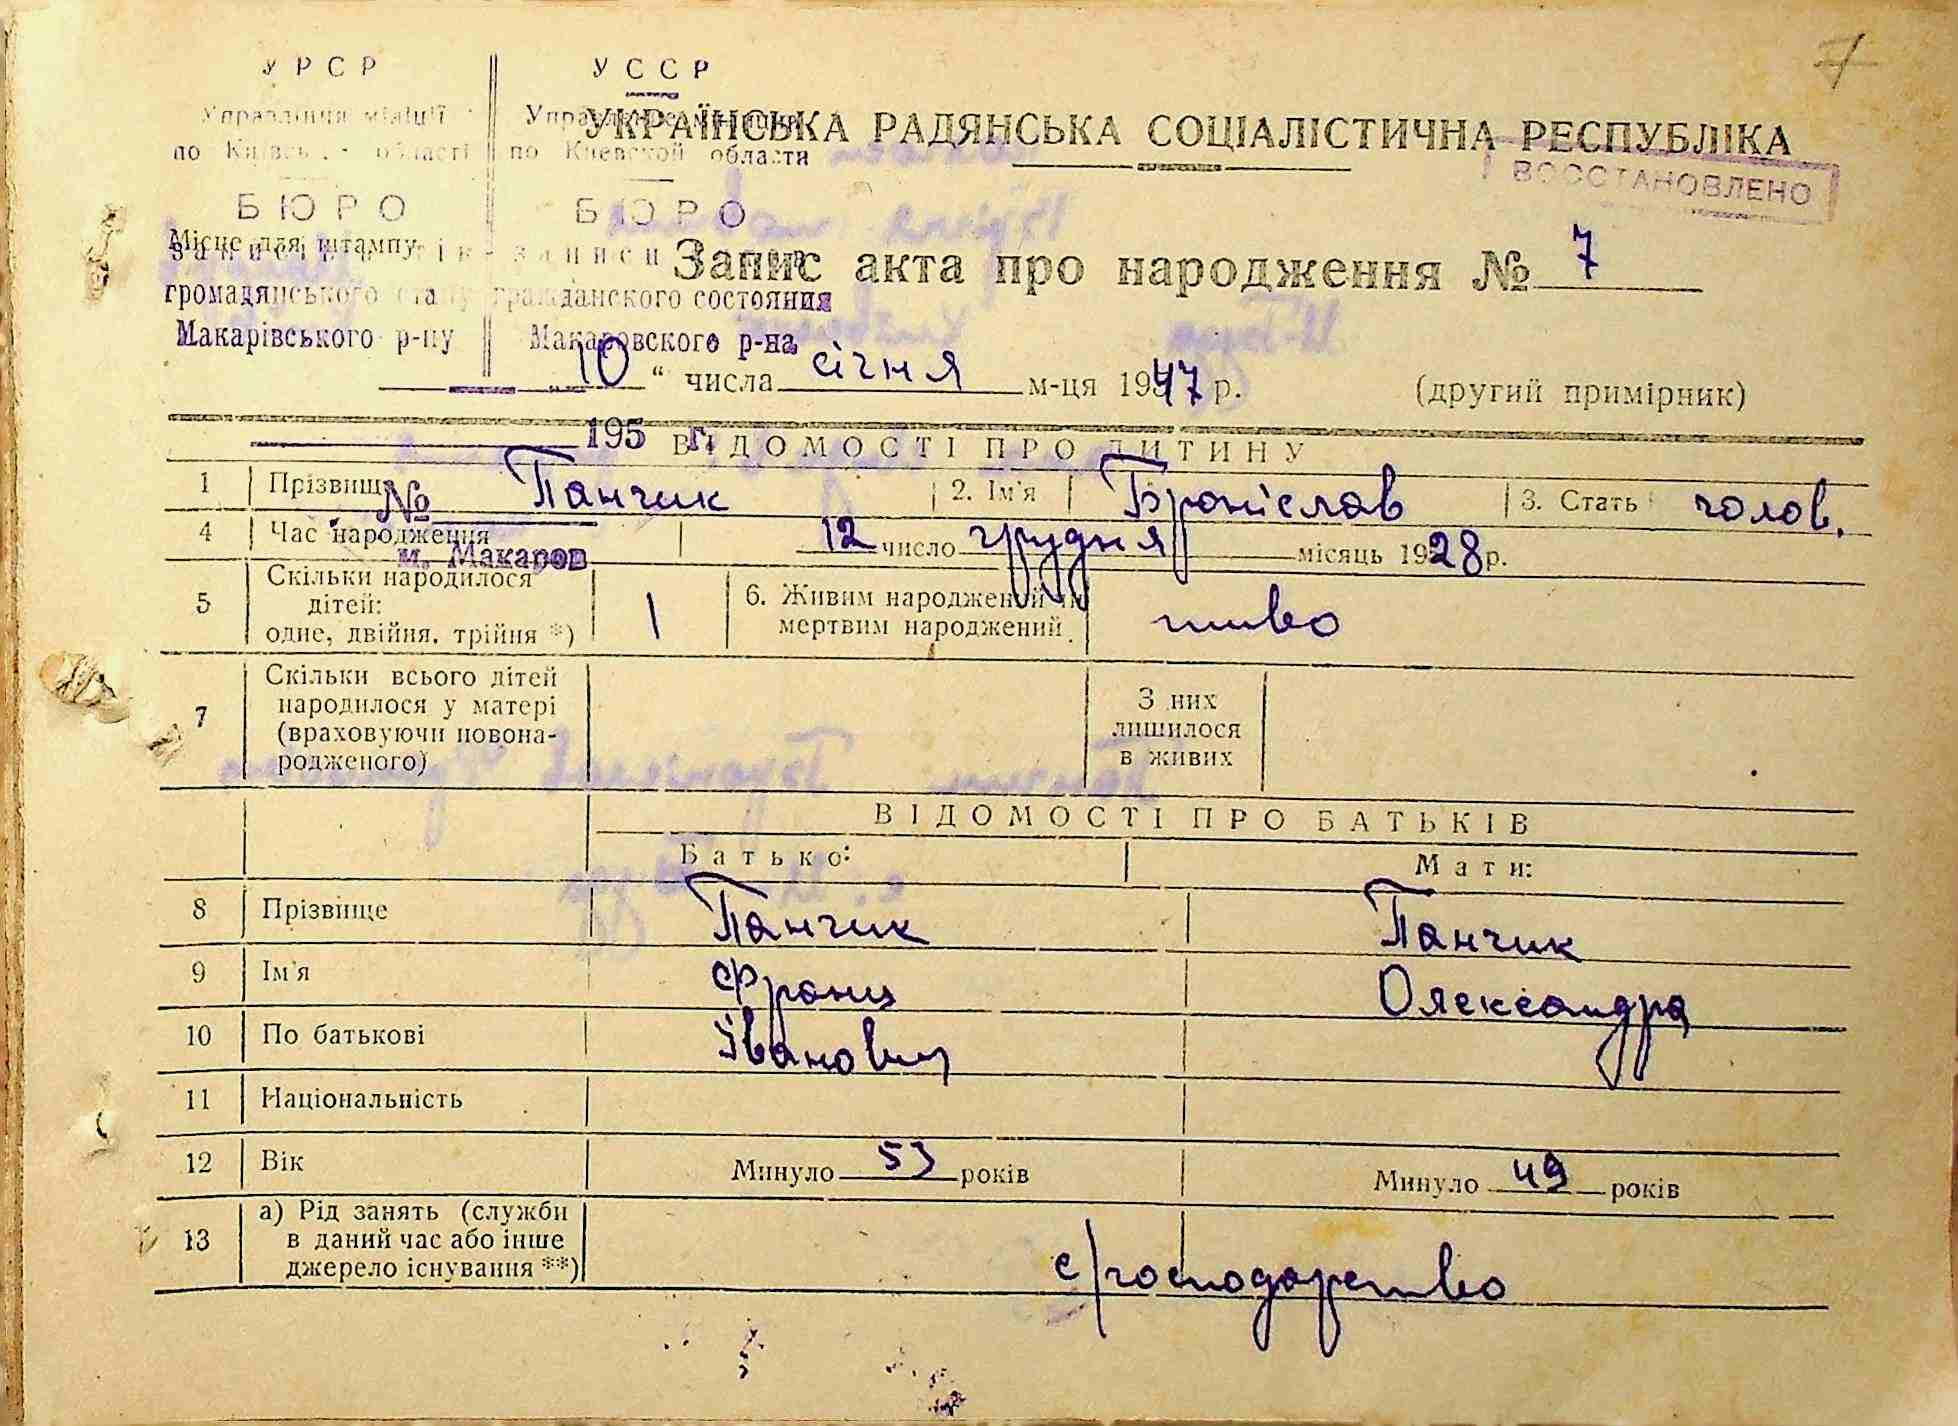 7
УРСР УССР
Управління міліції Управление милиции
УКРАЇНСЬКА РАДЯНСЬКА СОЦІАЛІСТИЧНА РЕСПУБЛІКА
по Київській області по Киевской области
ВОССТАНОВЛЕНО
БЮРО БЮРО
Місце для штампу
Запис акта про народження № 7
громадянського стану гражданского состояния
Макарівського р-ну Макаровского р-на
„10“ числа січня м-ця 1947 р. (другий примірник)
195 г.
ВІДОМОСТІ ПРО ДИТИНУ
1 Прізвище Панчик 2. Ім'я Броніслав 3. Стать чолов.
№
4 Час народження 12 число грудня місяць 1928 р.
м. Макаров
5 Скільки народилося дітей: одне, двійня, трійня *) 1 6. Живим народжений чи мертвим народжений
7 Скільки всього дітей народилося у матері (враховуючи новонародженого) З них лишилося в живих
ВІДОМОСТІ ПРО БАТЬКІВ
Батько: Мати:
8 Прізвище Панчик Панчик
9 Ім'я Франц Олександра
10 По батькові Іванович
11 Національність
12 Вік Минуло 53 років Минуло 49 років
13 а) Рід занять (служби в даний час або інше джерело існування **) с/господарство